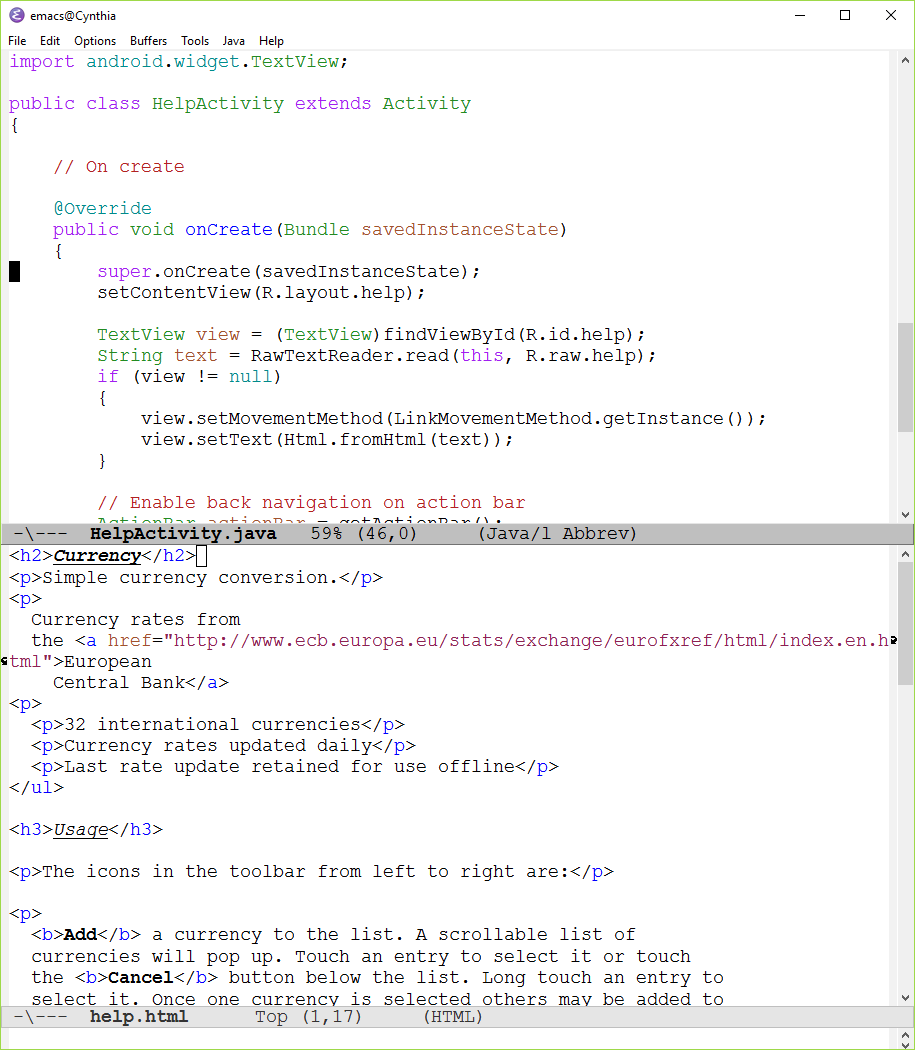 emacs@Cynthia
File Edit Options Buffers Tools Java Help
import android.widget.TextView;

public class HelpActivity extends Activity
{

    // On create

    @Override
    public void onCreate(Bundle savedInstanceState)
    {
        super.onCreate(savedInstanceState);
        setContentView(R.layout.help);

        TextView view = (TextView)findViewById(R.id.help);
        String text = RawTextReader.read(this, R.raw.help);
        if (view != null)
        {
            view.setMovementMethod(LinkMovementMethod.getInstance());
            view.setText(Html.fromHtml(text));
        }

        // Enable back navigation on action bar
        ActionBar actionBar = getActionBar();
-\--- HelpActivity.java 59% (46,0) (Java/l Abbrev)
<h2>Currency</h2>
<p>Simple currency conversion.</p>
<p>
  Currency rates from
  the <a href="http://www.ecb.europa.eu/stats/exchange/eurofxref/html/index.en.h
tml">European
    Central Bank</a>
<p>
  <p>32 international currencies</p>
  <p>Currency rates updated daily</p>
  <p>Last rate update retained for use offline</p>
</ul>

<h3>Usage</h3>

<p>The icons in the toolbar from left to right are:</p>

<p>
  <b>Add</b> a currency to the list. A scrollable list of
  currencies will pop up. Touch an entry to select it or touch
  the <b>Cancel</b> button below the list. Long touch an entry to
  select it. Once one currency is selected others may be added to
-\--- help.html Top (1,17) (HTML)